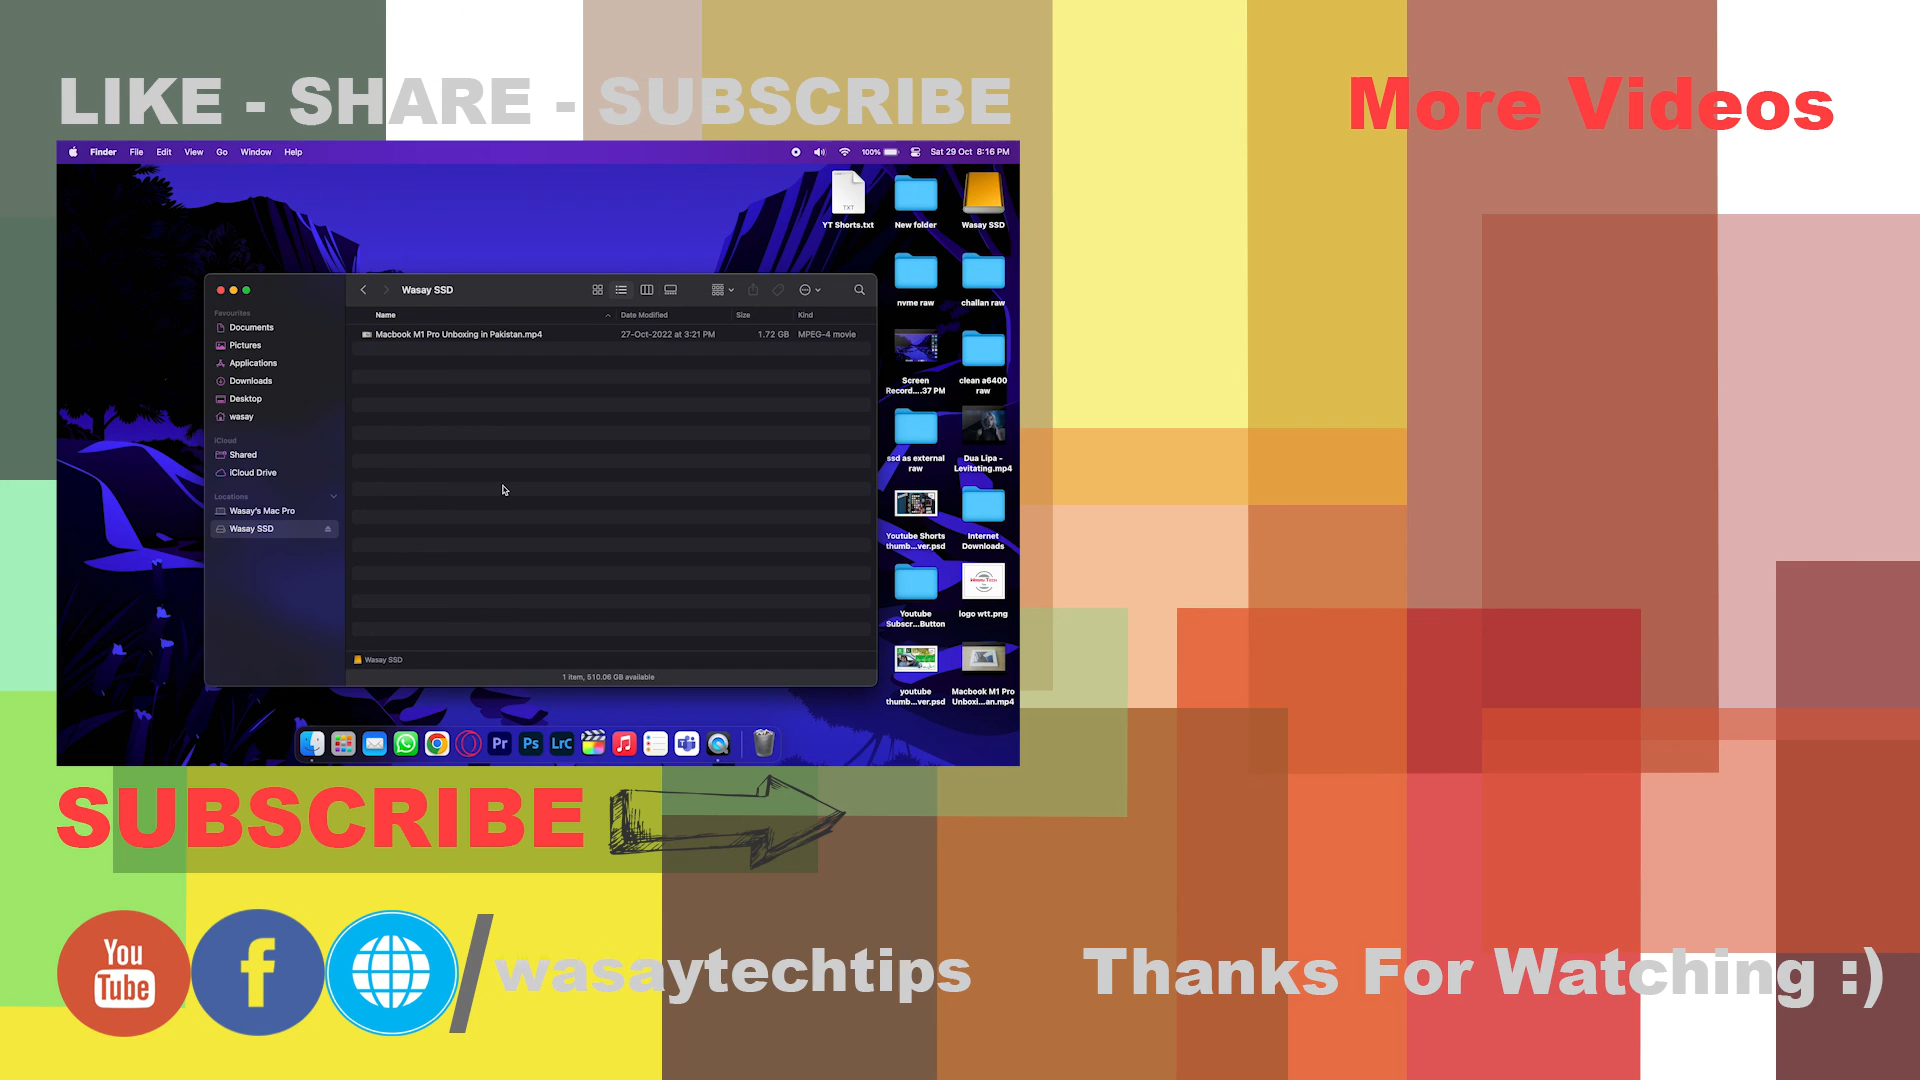 LIKE - SHARE - SUBSCRIBE
More Videos
Finder File Edit View Go Window Help
100% Sat 29 Oct 8:16 PM
TXT
YT Shorts.txt
New folder
Wasay SSD
nvme raw
challan raw
Screen
Record....37 PM
clean a6400
raw
ssd as external
raw
Dua Lipa -
Levitating.mp4
Youtube Shorts
thumb...ver.psd
Internet
Downloads
Youtube
Subscr...Button
logo wtt.png
youtube
thumb...ver.psd
Macbook M1 Pro
Unboxi...an.mp4
Wasay SSD
Favourites
Documents
Pictures
Applications
Downloads
Desktop
wasay
iCloud
Shared
iCloud Drive
Locations
Wasay's Mac Pro
Wasay SSD
Name Date Modified Size Kind
Macbook M1 Pro Unboxing in Pakistan.mp4 27-Oct-2022 at 3:21 PM 1.72 GB MPEG-4 movie
Wasay SSD
1 item, 510.06 GB available
Pr Ps LrC
SUBSCRIBE
You
Tube
f
/wasaytechtips
Thanks For Watching :)